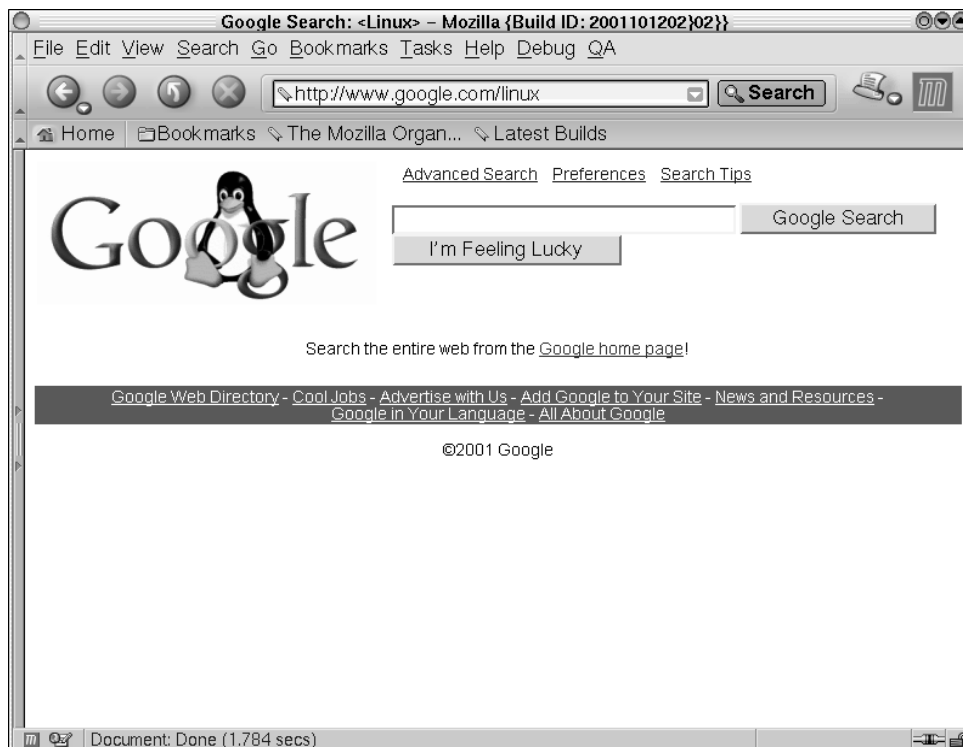 Google Search: <Linux> – Mozilla {Build ID: 2001101202}02}}
File Edit View Search Go Bookmarks Tasks Help Debug QA
http://www.google.com/linux Search
Home Bookmarks The Mozilla Organ... Latest Builds
Google
Advanced Search Preferences Search Tips
Google Search
I'm Feeling Lucky
Search the entire web from the Google home page!
Google Web Directory - Cool Jobs - Advertise with Us - Add Google to Your Site - News and Resources -
Google in Your Language - All About Google
©2001 Google
Document: Done (1.784 secs)